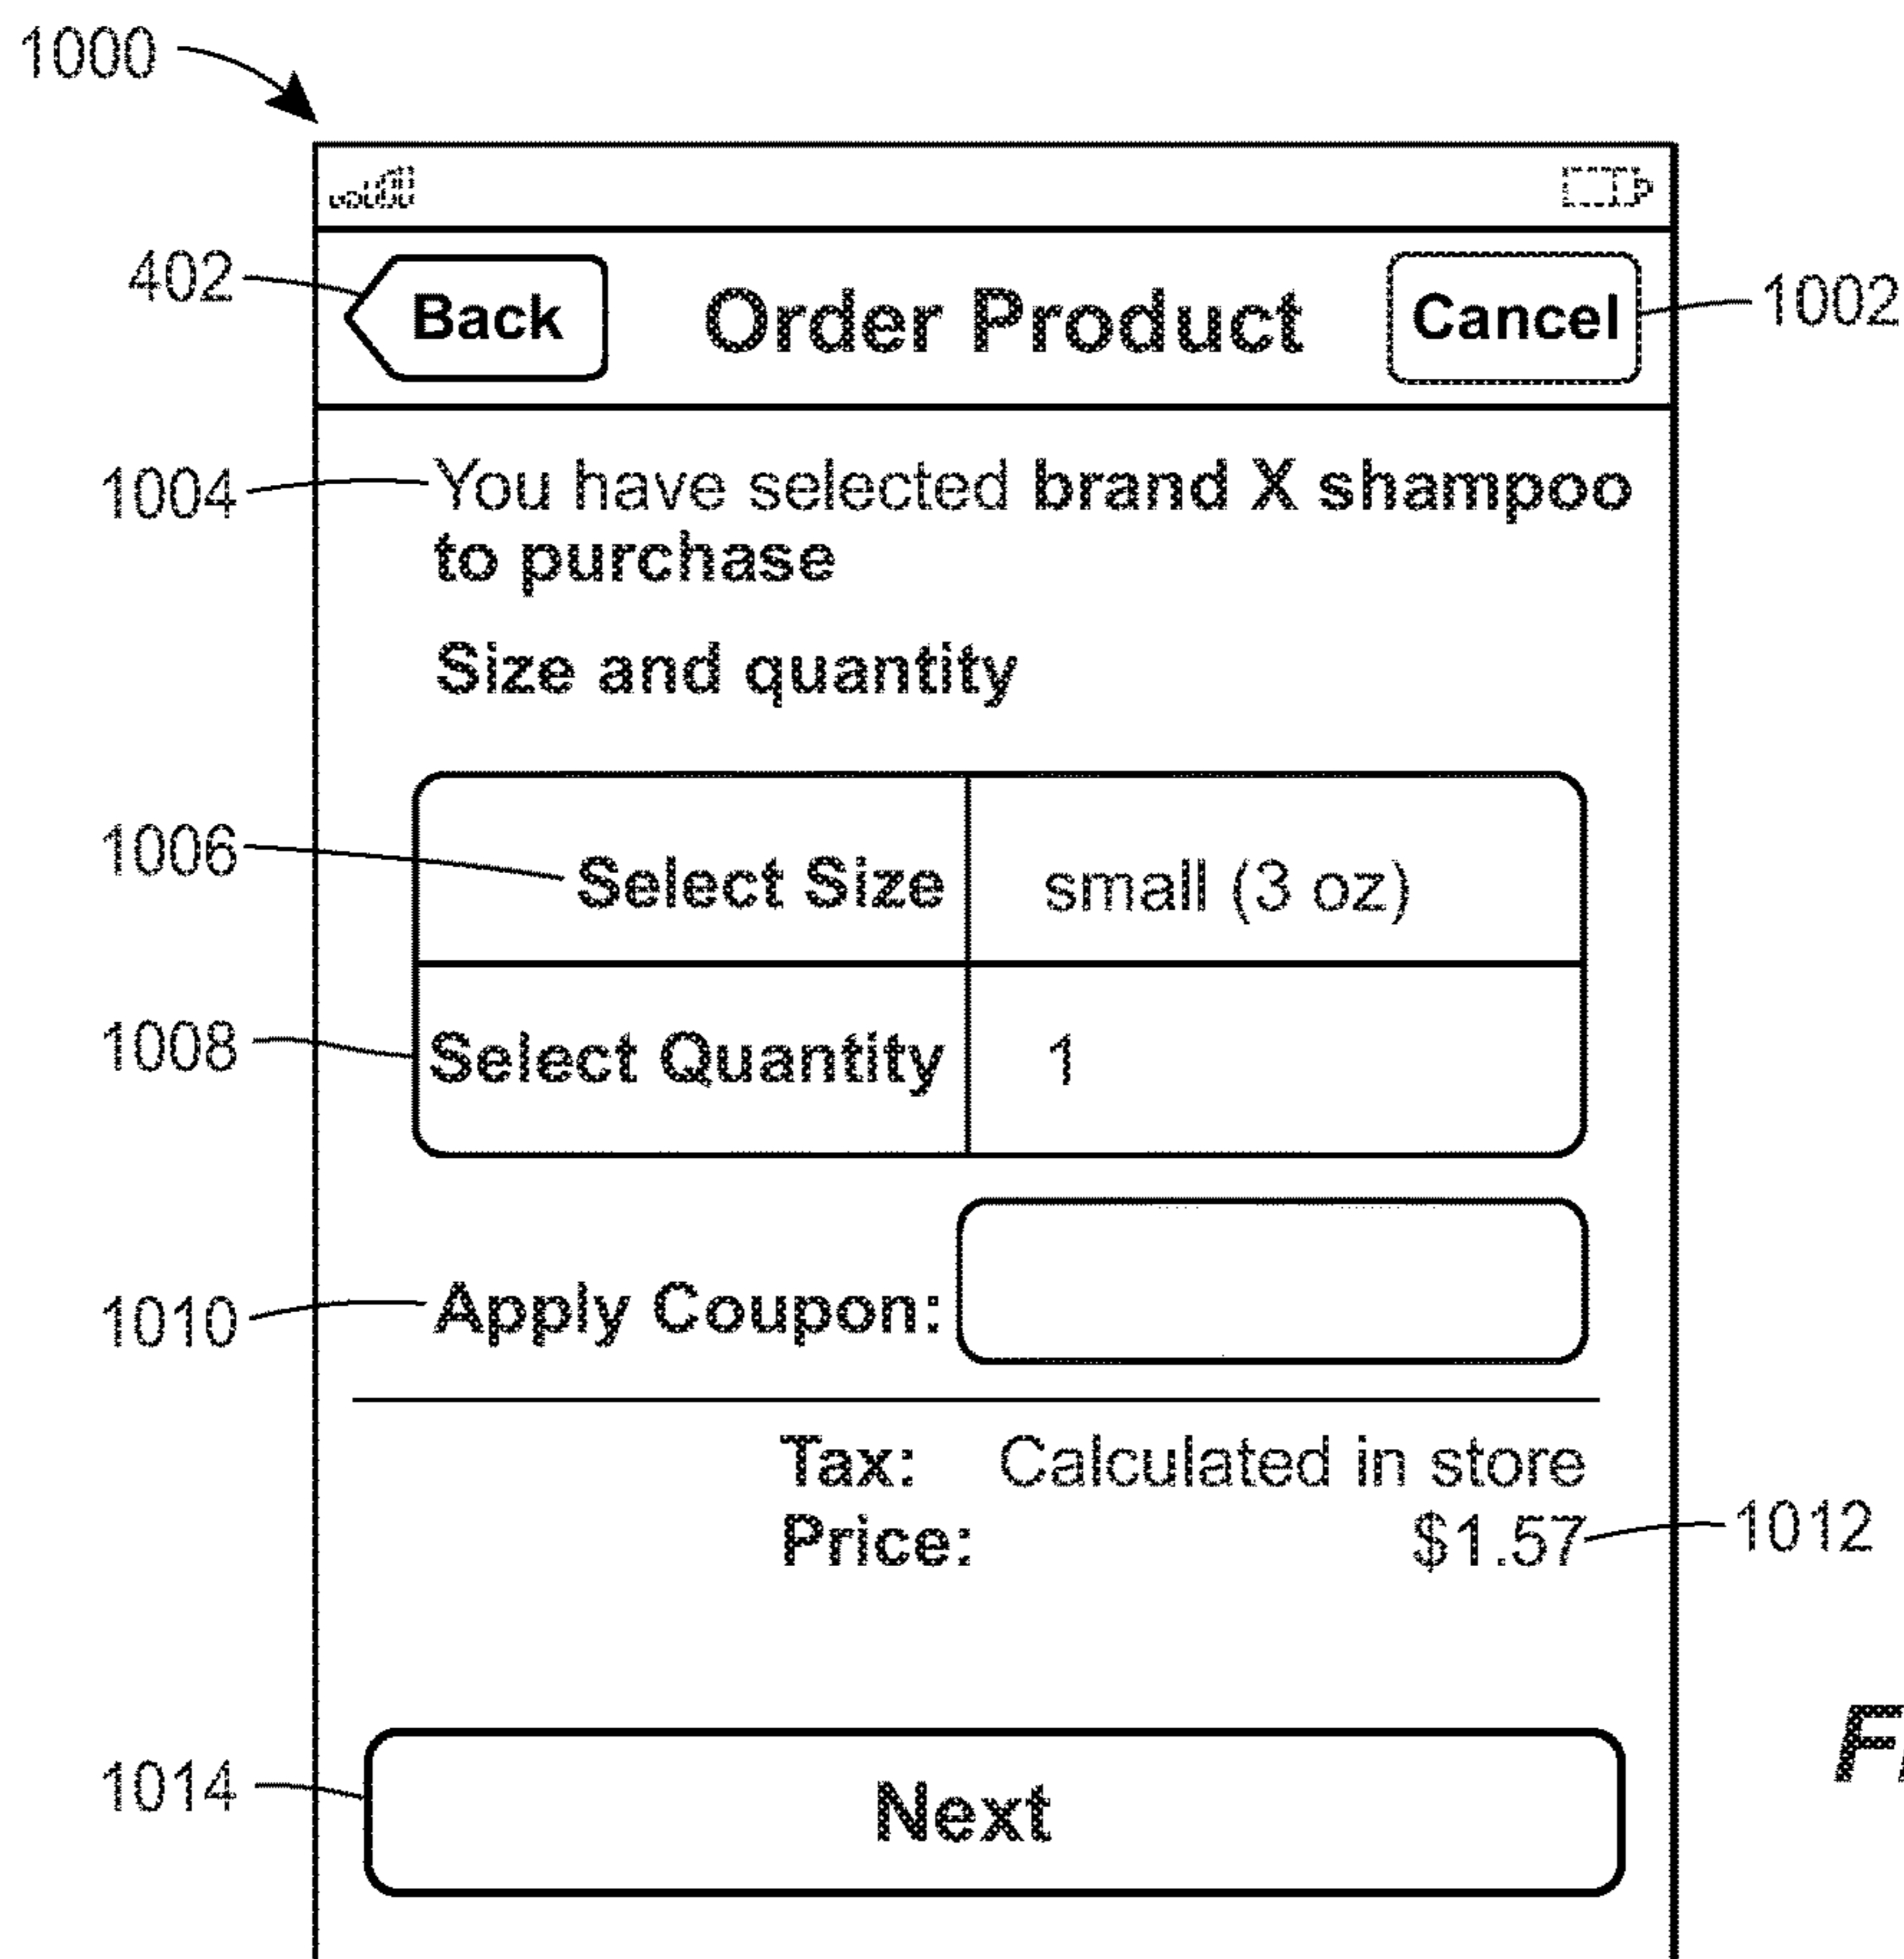 1000
402 Back Order Product Cancel 1002
1004 You have selected brand X shampoo
to purchase
Size and quantity
1006 Select Size small (3 oz)
1008 Select Quantity 1
1010 Apply Coupon:
Tax: Calculated in store
Price: $1.57 1012
1014 Next